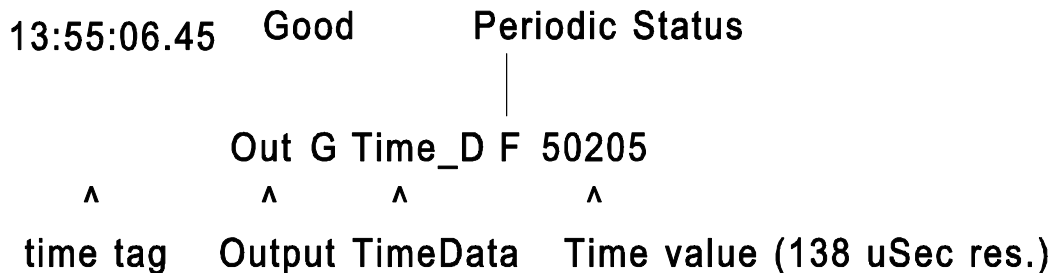 13:55:06.45 Good Periodic Status
Out G Time_D F 50205
^ ^ ^ ^
time tag Output TimeData Time value (138 uSec res.)